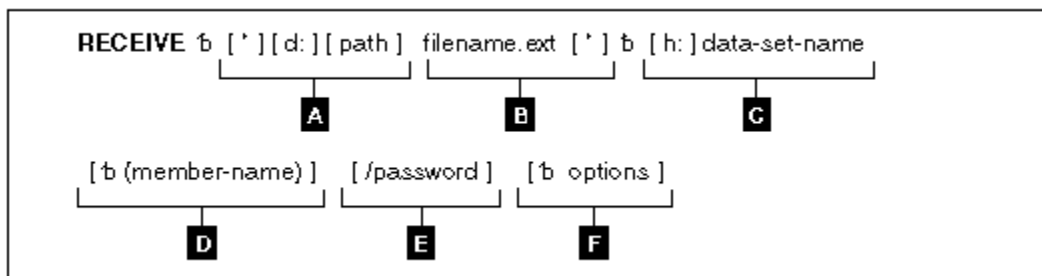 RECEIVE ƀ ['][d:][path] filename.ext ['] ƀ [h:]data-set-name
A B C
[ƀ (member-name)] [/password] [ƀ options]
D E F